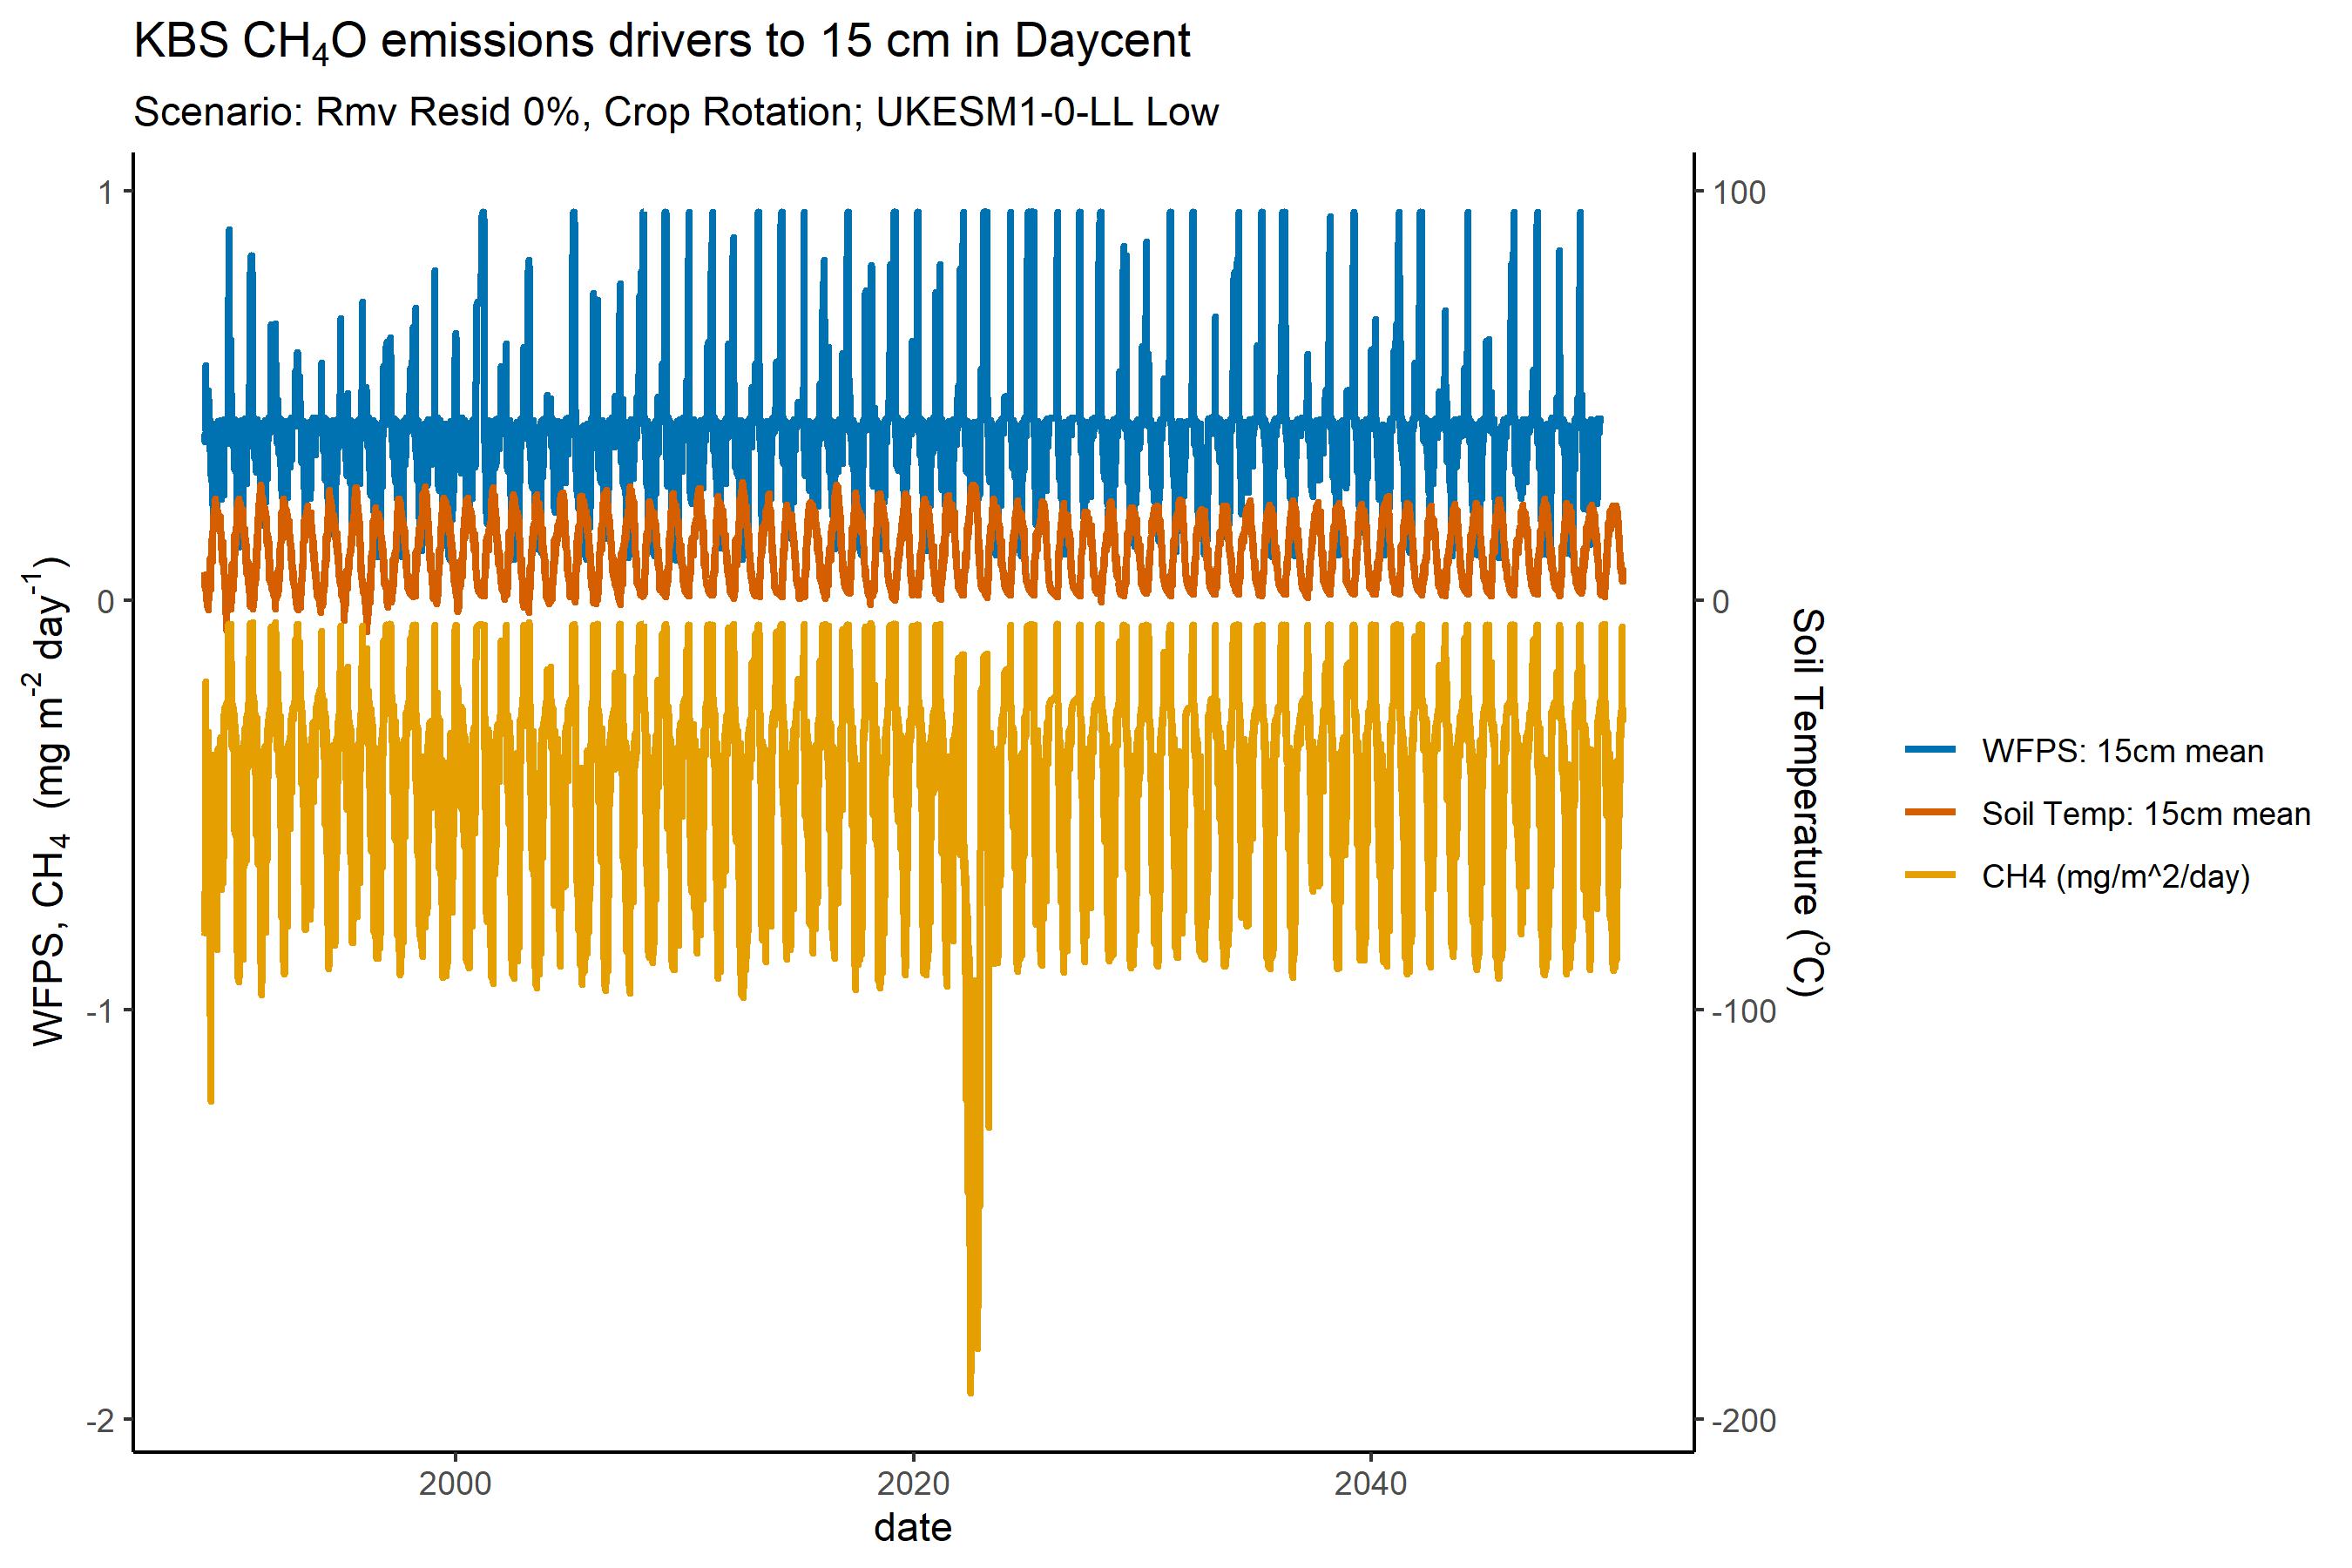 KBS CH₄O emissions drivers to 15 cm in Daycent
Scenario: Rmv Resid 0%, Crop Rotation; UKESM1-0-LL Low
WFPS, CH₄ (mg m⁻² day⁻¹)
1
0
-1
-2
100
0
-100
-200
Soil Temperature (ºC)
2000
2020
2040
date
WFPS: 15cm mean
Soil Temp: 15cm mean
CH4 (mg/m^2/day)